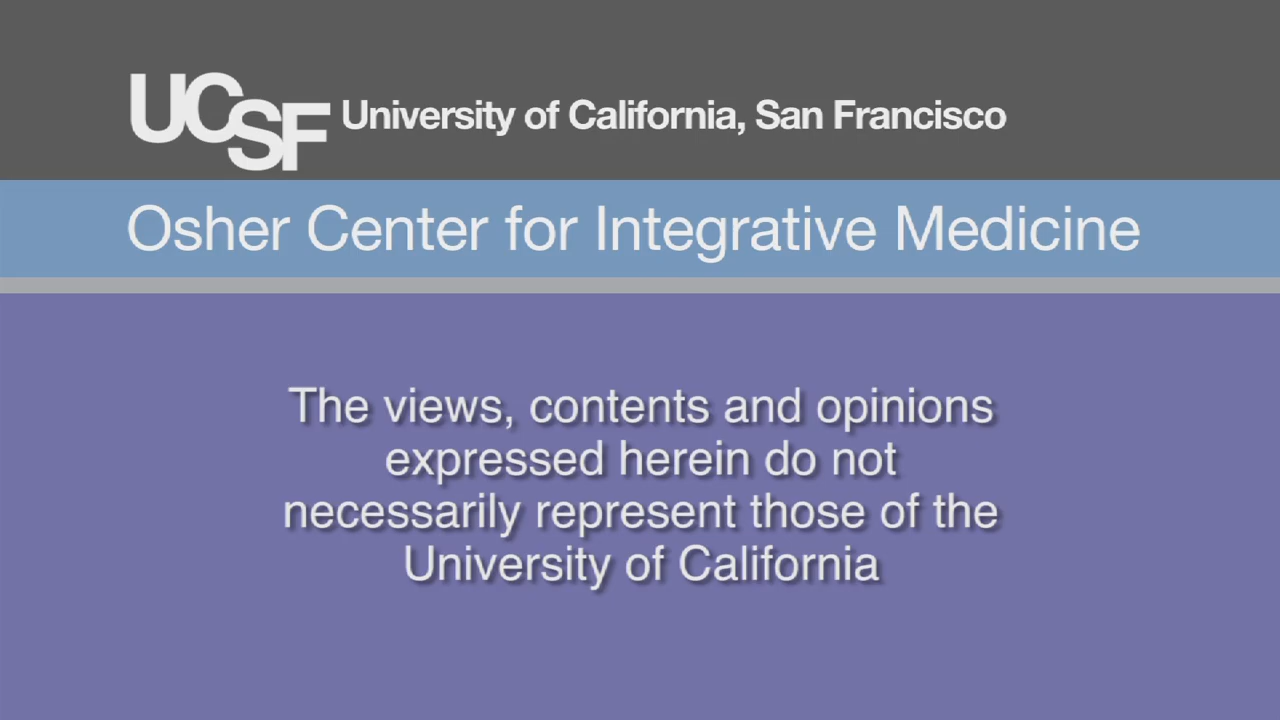 UCSF University of California, San Francisco
Osher Center for Integrative Medicine
The views, contents and opinions
expressed herein do not
necessarily represent those of the
University of California